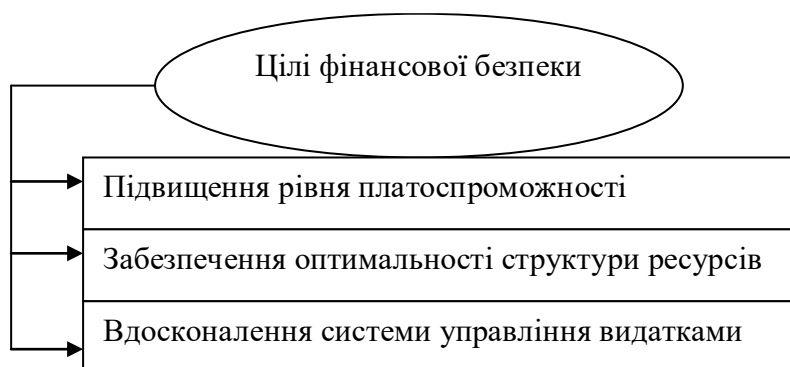 Цілі фінансової безпеки
Підвищення рівня платоспроможності
Забезпечення оптимальності структури ресурсів
Вдосконалення системи управління видатками